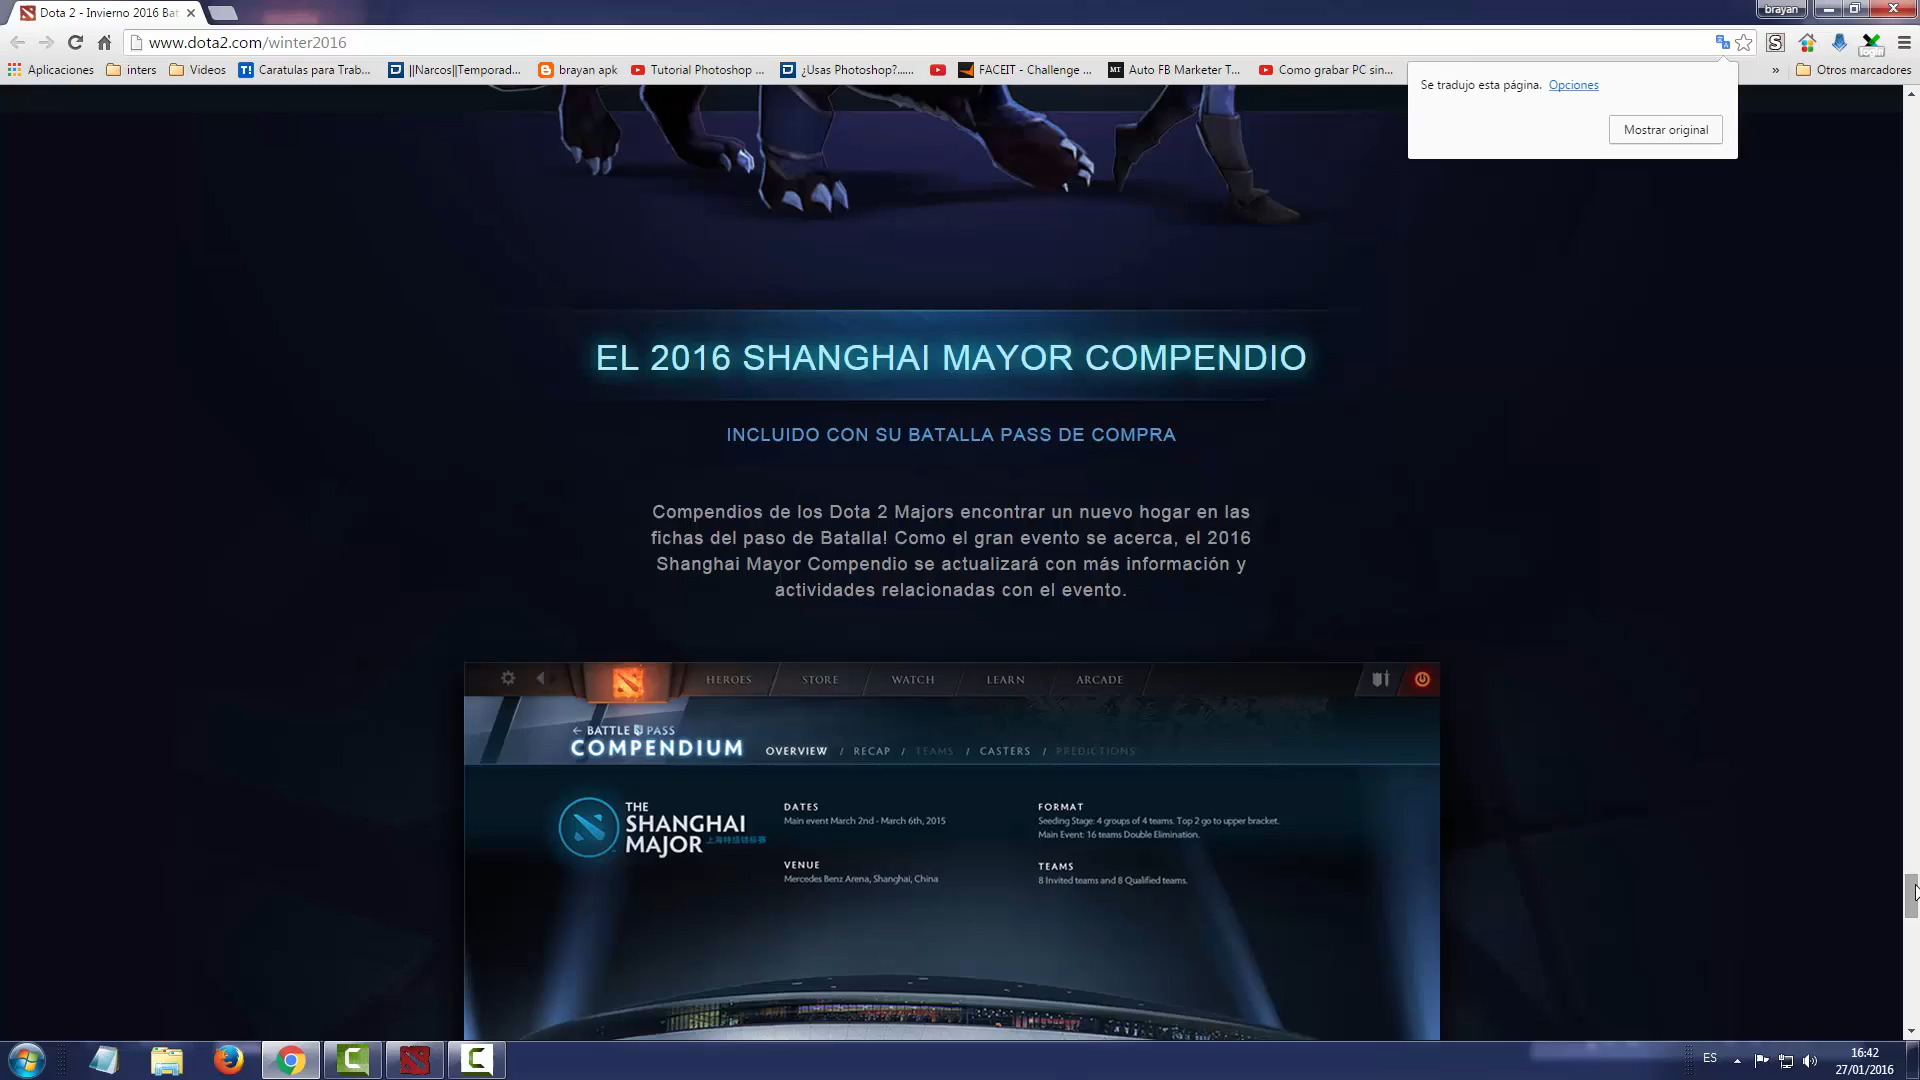 Dota 2 - Invierno 2016 Bat
brayan
www.dota2.com/winter2016
Aplicaciones
inters
Videos
Caratulas para Trab...
||Narcos||Temporad...
brayan apk
Tutorial Photoshop ...
¿Usas Photoshop?.....
FACEIT - Challenge ...
Auto FB Marketer T...
Como grabar PC sin...
»
Otros marcadores
Se tradujo esta página. Opciones
Mostrar original
EL 2016 SHANGHAI MAYOR COMPENDIO
INCLUIDO CON SU BATALLA PASS DE COMPRA
Compendios de los Dota 2 Majors encontrar un nuevo hogar en las
fichas del paso de Batalla! Como el gran evento se acerca, el 2016
Shanghai Mayor Compendio se actualizará con más información y
actividades relacionadas con el evento.
HEROES STORE WATCH LEARN ARCADE
BATTLE PASS
COMPENDIUM OVERVIEW / RECAP / TEAMS / CASTERS / PREDICTIONS
THE
SHANGHAI
MAJOR
DATES
Main event March 2nd - March 6th, 2015
VENUE
Mercedes Benz Arena, Shanghai, China
FORMAT
Seeding Stage: 4 groups of 4 teams. Top 2 go to upper bracket.
Main Event: 16 teams Double Elimination.
TEAMS
8 Invited teams and 8 Qualified teams.
ES
16:42
27/01/2016